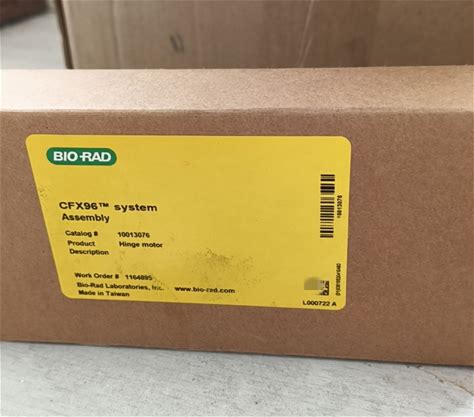 BIO-RAD
CFX96™ system
Assembly
Catalog # 10013076
Product Hinge motor
Description
Work Order # 1164895
Bio-Rad Laboratories, Inc. www.bio-rad.com
Made in Taiwan
10013076
L000722 A